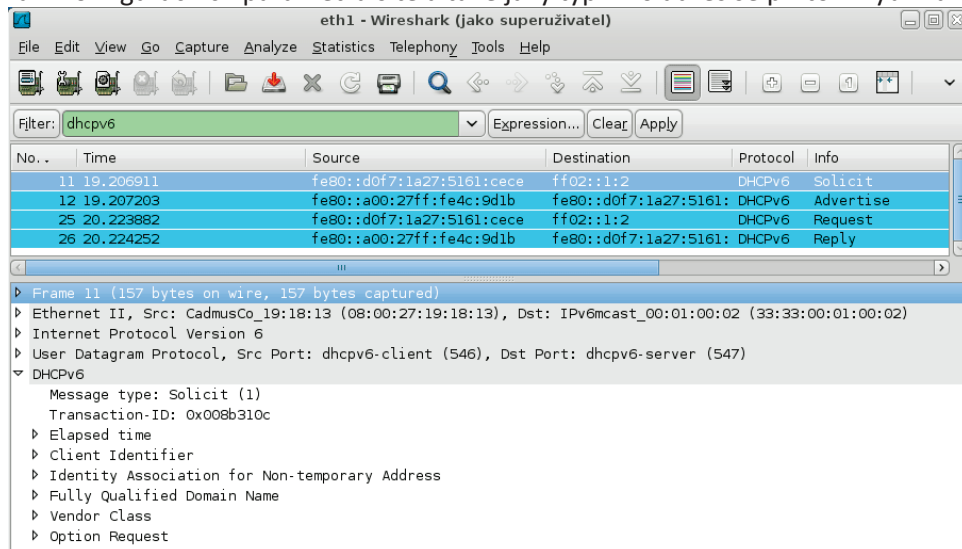 eth1 - Wireshark (jako superuživatel)
File Edit View Go Capture Analyze Statistics Telephony Tools Help
Filter: dhcpv6 Expression... Clear Apply
No. . Time Source Destination Protocol Info
11 19.206911 fe80::d0f7:1a27:5161:cece ff02::1:2 DHCPv6 Solicit
12 19.207203 fe80::a00:27ff:fe4c:9d1b fe80::d0f7:1a27:5161: DHCPv6 Advertise
25 20.223882 fe80::d0f7:1a27:5161:cece ff02::1:2 DHCPv6 Request
26 20.224252 fe80::a00:27ff:fe4c:9d1b fe80::d0f7:1a27:5161: DHCPv6 Reply
Frame 11 (157 bytes on wire, 157 bytes captured)
Ethernet II, Src: CadmusCo_19:18:13 (08:00:27:19:18:13), Dst: IPv6mcast_00:01:00:02 (33:33:00:01:00:02)
Internet Protocol Version 6
User Datagram Protocol, Src Port: dhcpv6-client (546), Dst Port: dhcpv6-server (547)
DHCPv6
Message type: Solicit (1)
Transaction-ID: 0x008b310c
Elapsed time
Client Identifier
Identity Association for Non-temporary Address
Fully Qualified Domain Name
Vendor Class
Option Request